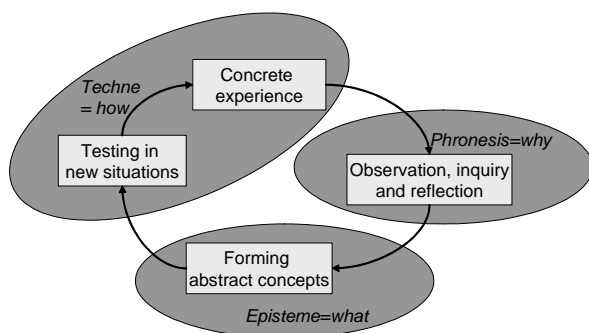 Techne
= how
Concrete
experience
Phronesis=why
Observation, inquiry
and reflection
Forming
abstract concepts
Episteme=what
Testing in
new situations